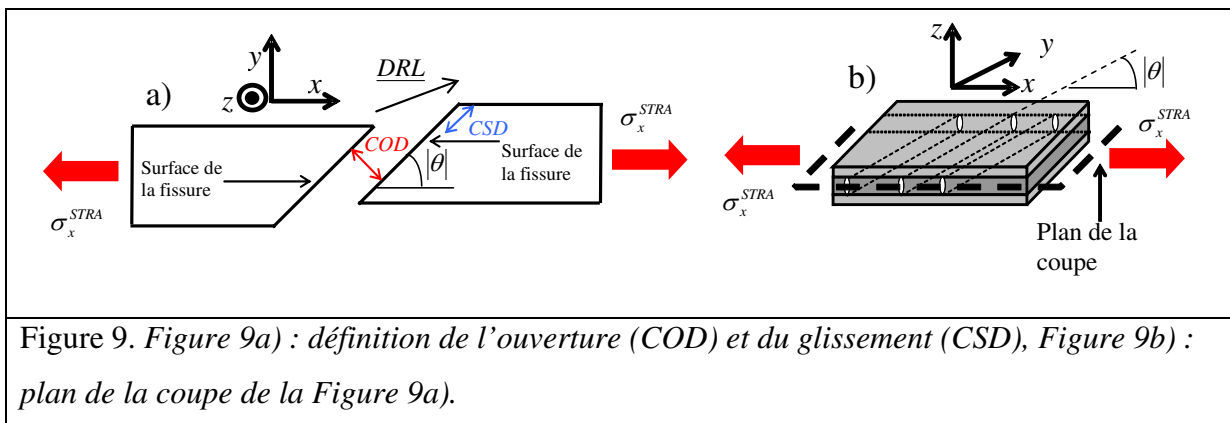 a)
y
z
x
DRL
COD
CSD
|θ|
Surface de
la fissure
Surface de
la fissure
σ_x^{STRA}
σ_x^{STRA}
b)
z
y
x
|θ|
σ_x^{STRA}
σ_x^{STRA}
Plan de la
coupe
Figure 9. Figure 9a) : définition de l’ouverture (COD) et du glissement (CSD), Figure 9b) :
plan de la coupe de la Figure 9a).